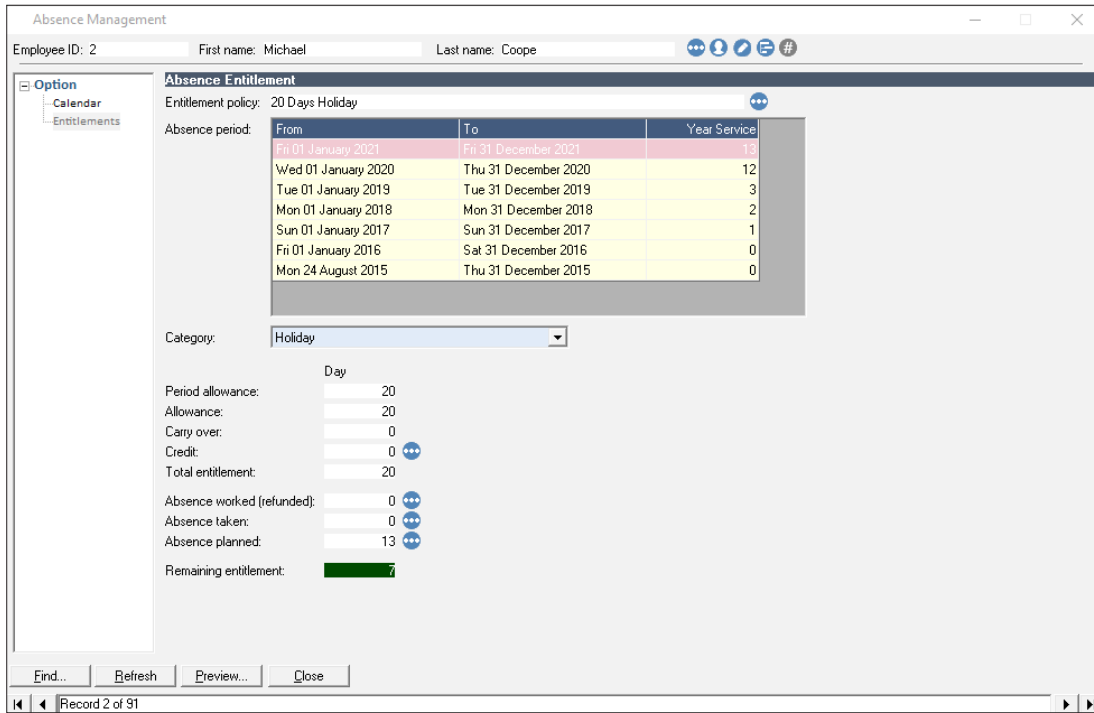 Absence Management
Employee ID: 2 First name: Michael Last name: Coope
Option
Calendar
Entitlements
Absence Entitlement
Entitlement policy: 20 Days Holiday
Absence period: From To Year Service
Fri 01 January 2021 Fri 31 December 2021 13
Wed 01 January 2020 Thu 31 December 2020 12
Tue 01 January 2019 Tue 31 December 2019 3
Mon 01 January 2018 Mon 31 December 2018 2
Sun 01 January 2017 Sun 31 December 2017 1
Fri 01 January 2016 Sat 31 December 2016 0
Mon 24 August 2015 Thu 31 December 2015 0
Category: Holiday
Day
Period allowance: 20
Allowance: 20
Carry over: 0
Credit: 0
Total entitlement: 20
Absence worked (refunded): 0
Absence taken: 0
Absence planned: 13
Remaining entitlement: 7
Find... Refresh Preview... Close
Record 2 of 91